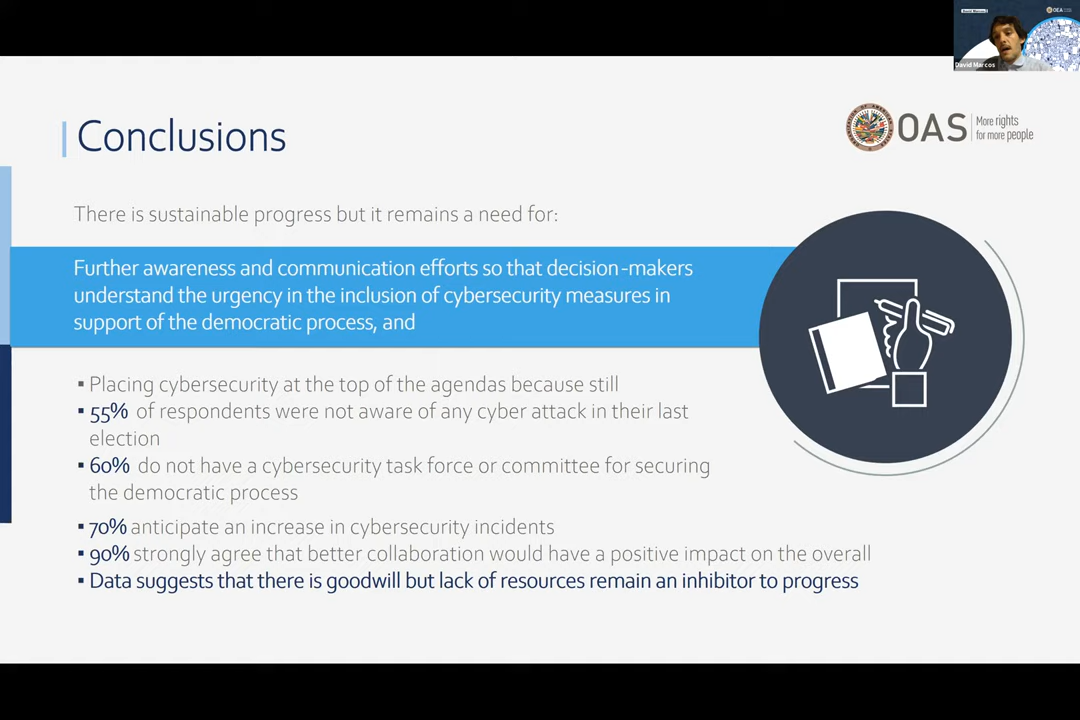 OEA
David Marcos
Conclusions
OAS
More rights
for more people
There is sustainable progress but it remains a need for:
Further awareness and communication efforts so that decision-makers
understand the urgency in the inclusion of cybersecurity measures in
support of the democratic process, and
▪ Placing cybersecurity at the top of the agendas because still
▪ 55% of respondents were not aware of any cyber attack in their last
election
▪ 60% do not have a cybersecurity task force or committee for securing
the democratic process
▪ 70% anticipate an increase in cybersecurity incidents
▪ 90% strongly agree that better collaboration would have a positive impact on the overall
▪ Data suggests that there is goodwill but lack of resources remain an inhibitor to progress